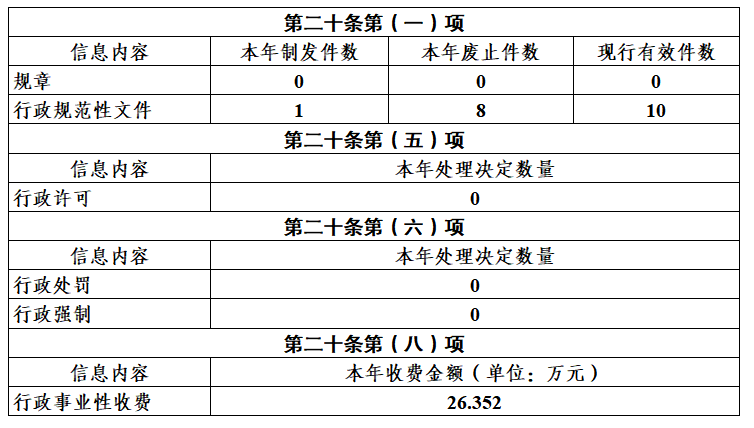 第二十条第（一）项
信息内容 本年制发件数 本年废止件数 现行有效件数
规章 0 0 0
行政规范性文件 1 8 10
第二十条第（五）项
信息内容 本年处理决定数量
行政许可 0
第二十条第（六）项
信息内容 本年处理决定数量
行政处罚 0
行政强制 0
第二十条第（八）项
信息内容 本年收费金额（单位：万元）
行政事业性收费 26.352